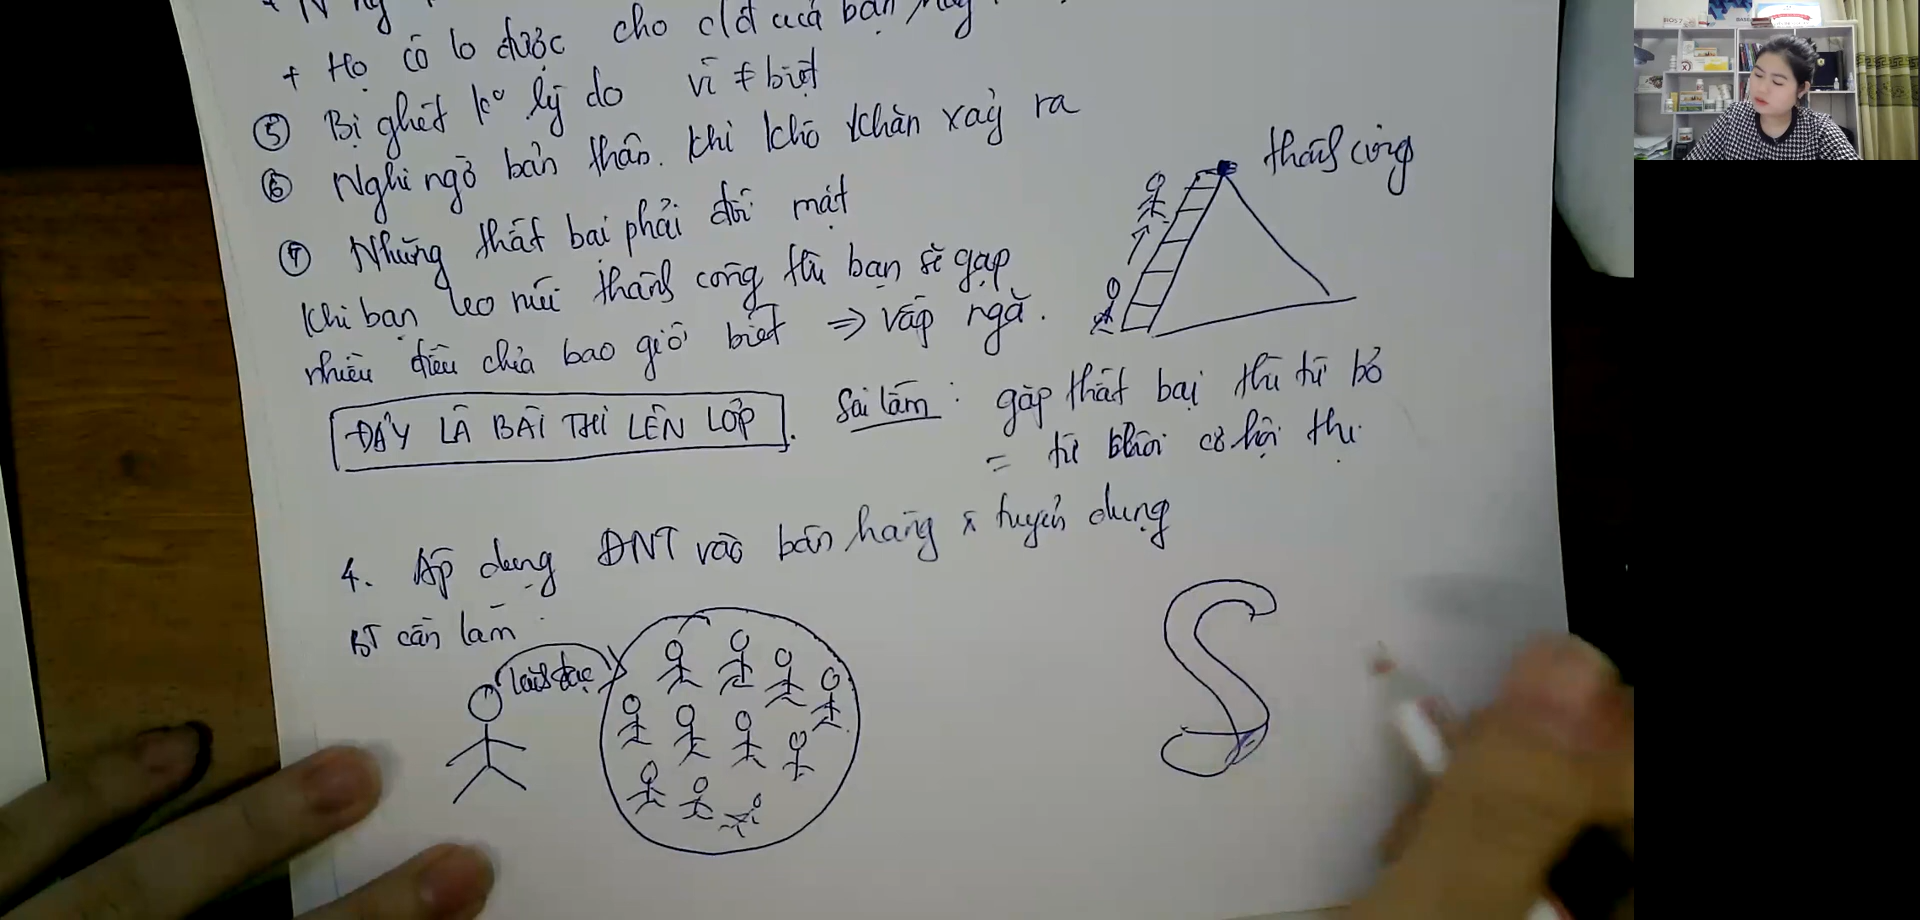 + Họ có lo được cho c/đ của bạn
vì ≠ biệt
⑤ Bị ghét ko lý do
⑥ Nghi ngờ bản thân. khi khó khăn xảy ra
⑦ Những thất bại phải đối mặt
thành công
khi bạn leo núi thành công thì bạn sẽ gặp
nhiều điều chưa bao giờ biết => vấp ngã.
ĐÂY LÀ BÀI THI LÊN LỚP.
Sai lầm: gặp thất bại thì từ bỏ
= từ khỏi cơ hội thi
4. Áp dụng ĐNT vào bán hàng x tuyển dụng
BT cần làm:
lãnh đạo